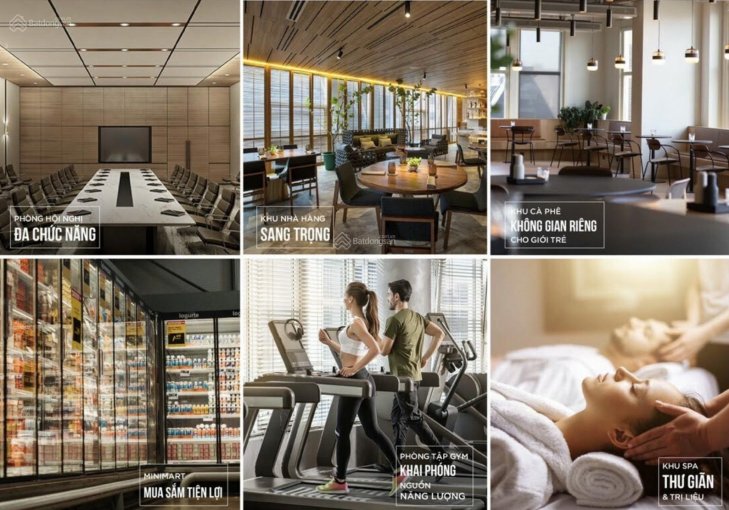 Batdongsan
PHÒNG HỘI NGHỊ
ĐA CHỨC NĂNG
KHU NHÀ HÀNG
SANG TRỌNG
Batdongsan
KHU CÀ PHÊ
KHÔNG GIAN RIÊNG
CHO GIỚI TRẺ
Batdongsan
logurte
MINIMART
MUA SẮM TIỆN LỢI
PHÒNG TẬP GYM
KHAI PHÓNG
NGUỒN
NĂNG LƯỢNG
KHU SPA
THƯ GIÃN
& TRỊ LIỆU